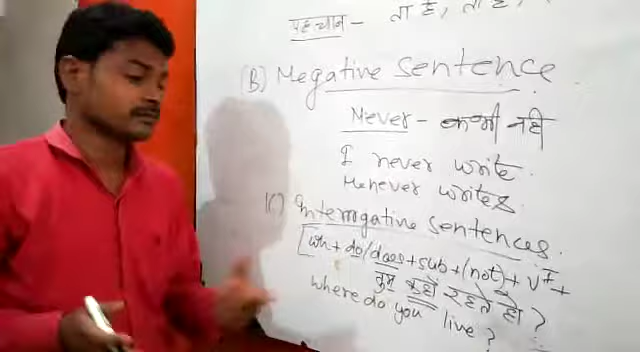 पहचान - ता है, ती है,
(B) Negative Sentence
Never - कभी नही
I never write.
He never writes.
(C) Interrogative Sentences.
Wh + do/does + sub + (not) + V I +
तुम कहाँ रहते हो ?
where do you live ?